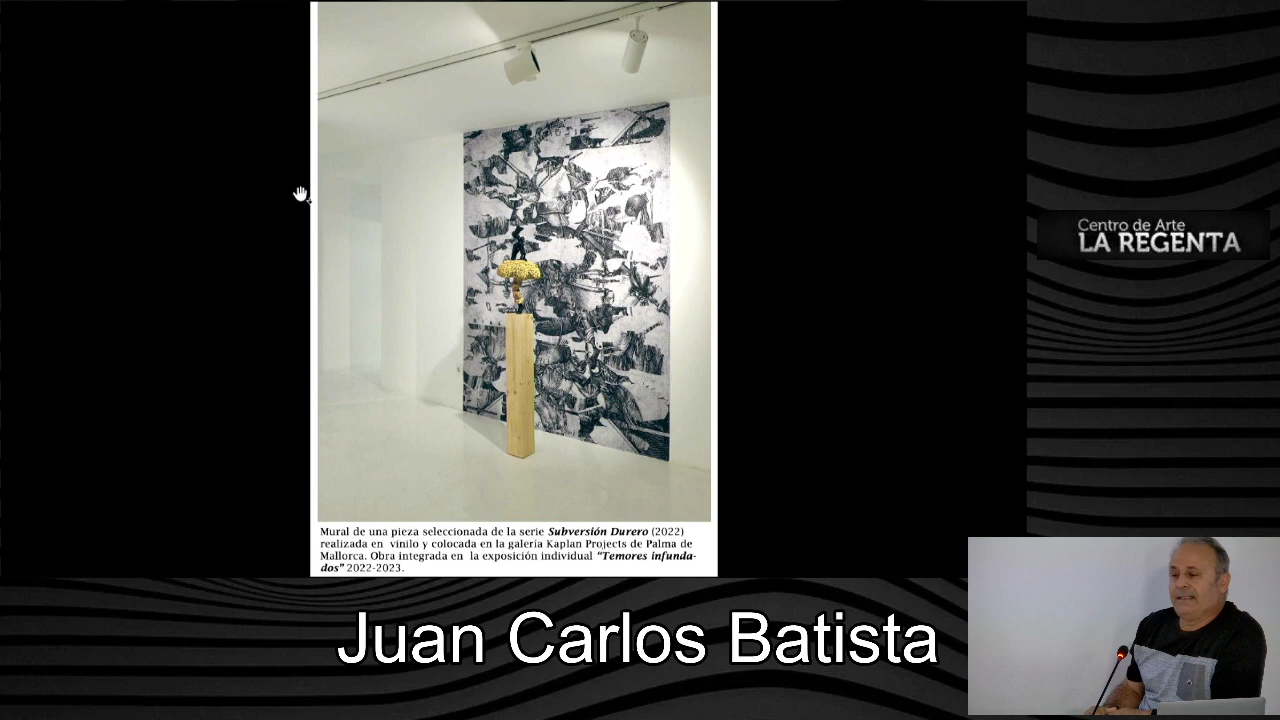 Centro de Arte
LA REGENTA
Mural de una pieza seleccionada de la serie Subversión Durero (2022)
realizada en vinilo y colocada en la galería Kaplan Projects de Palma de
Mallorca. Obra integrada en la exposición individual “Temores infunda-
dos” 2022-2023.
Juan Carlos Batista